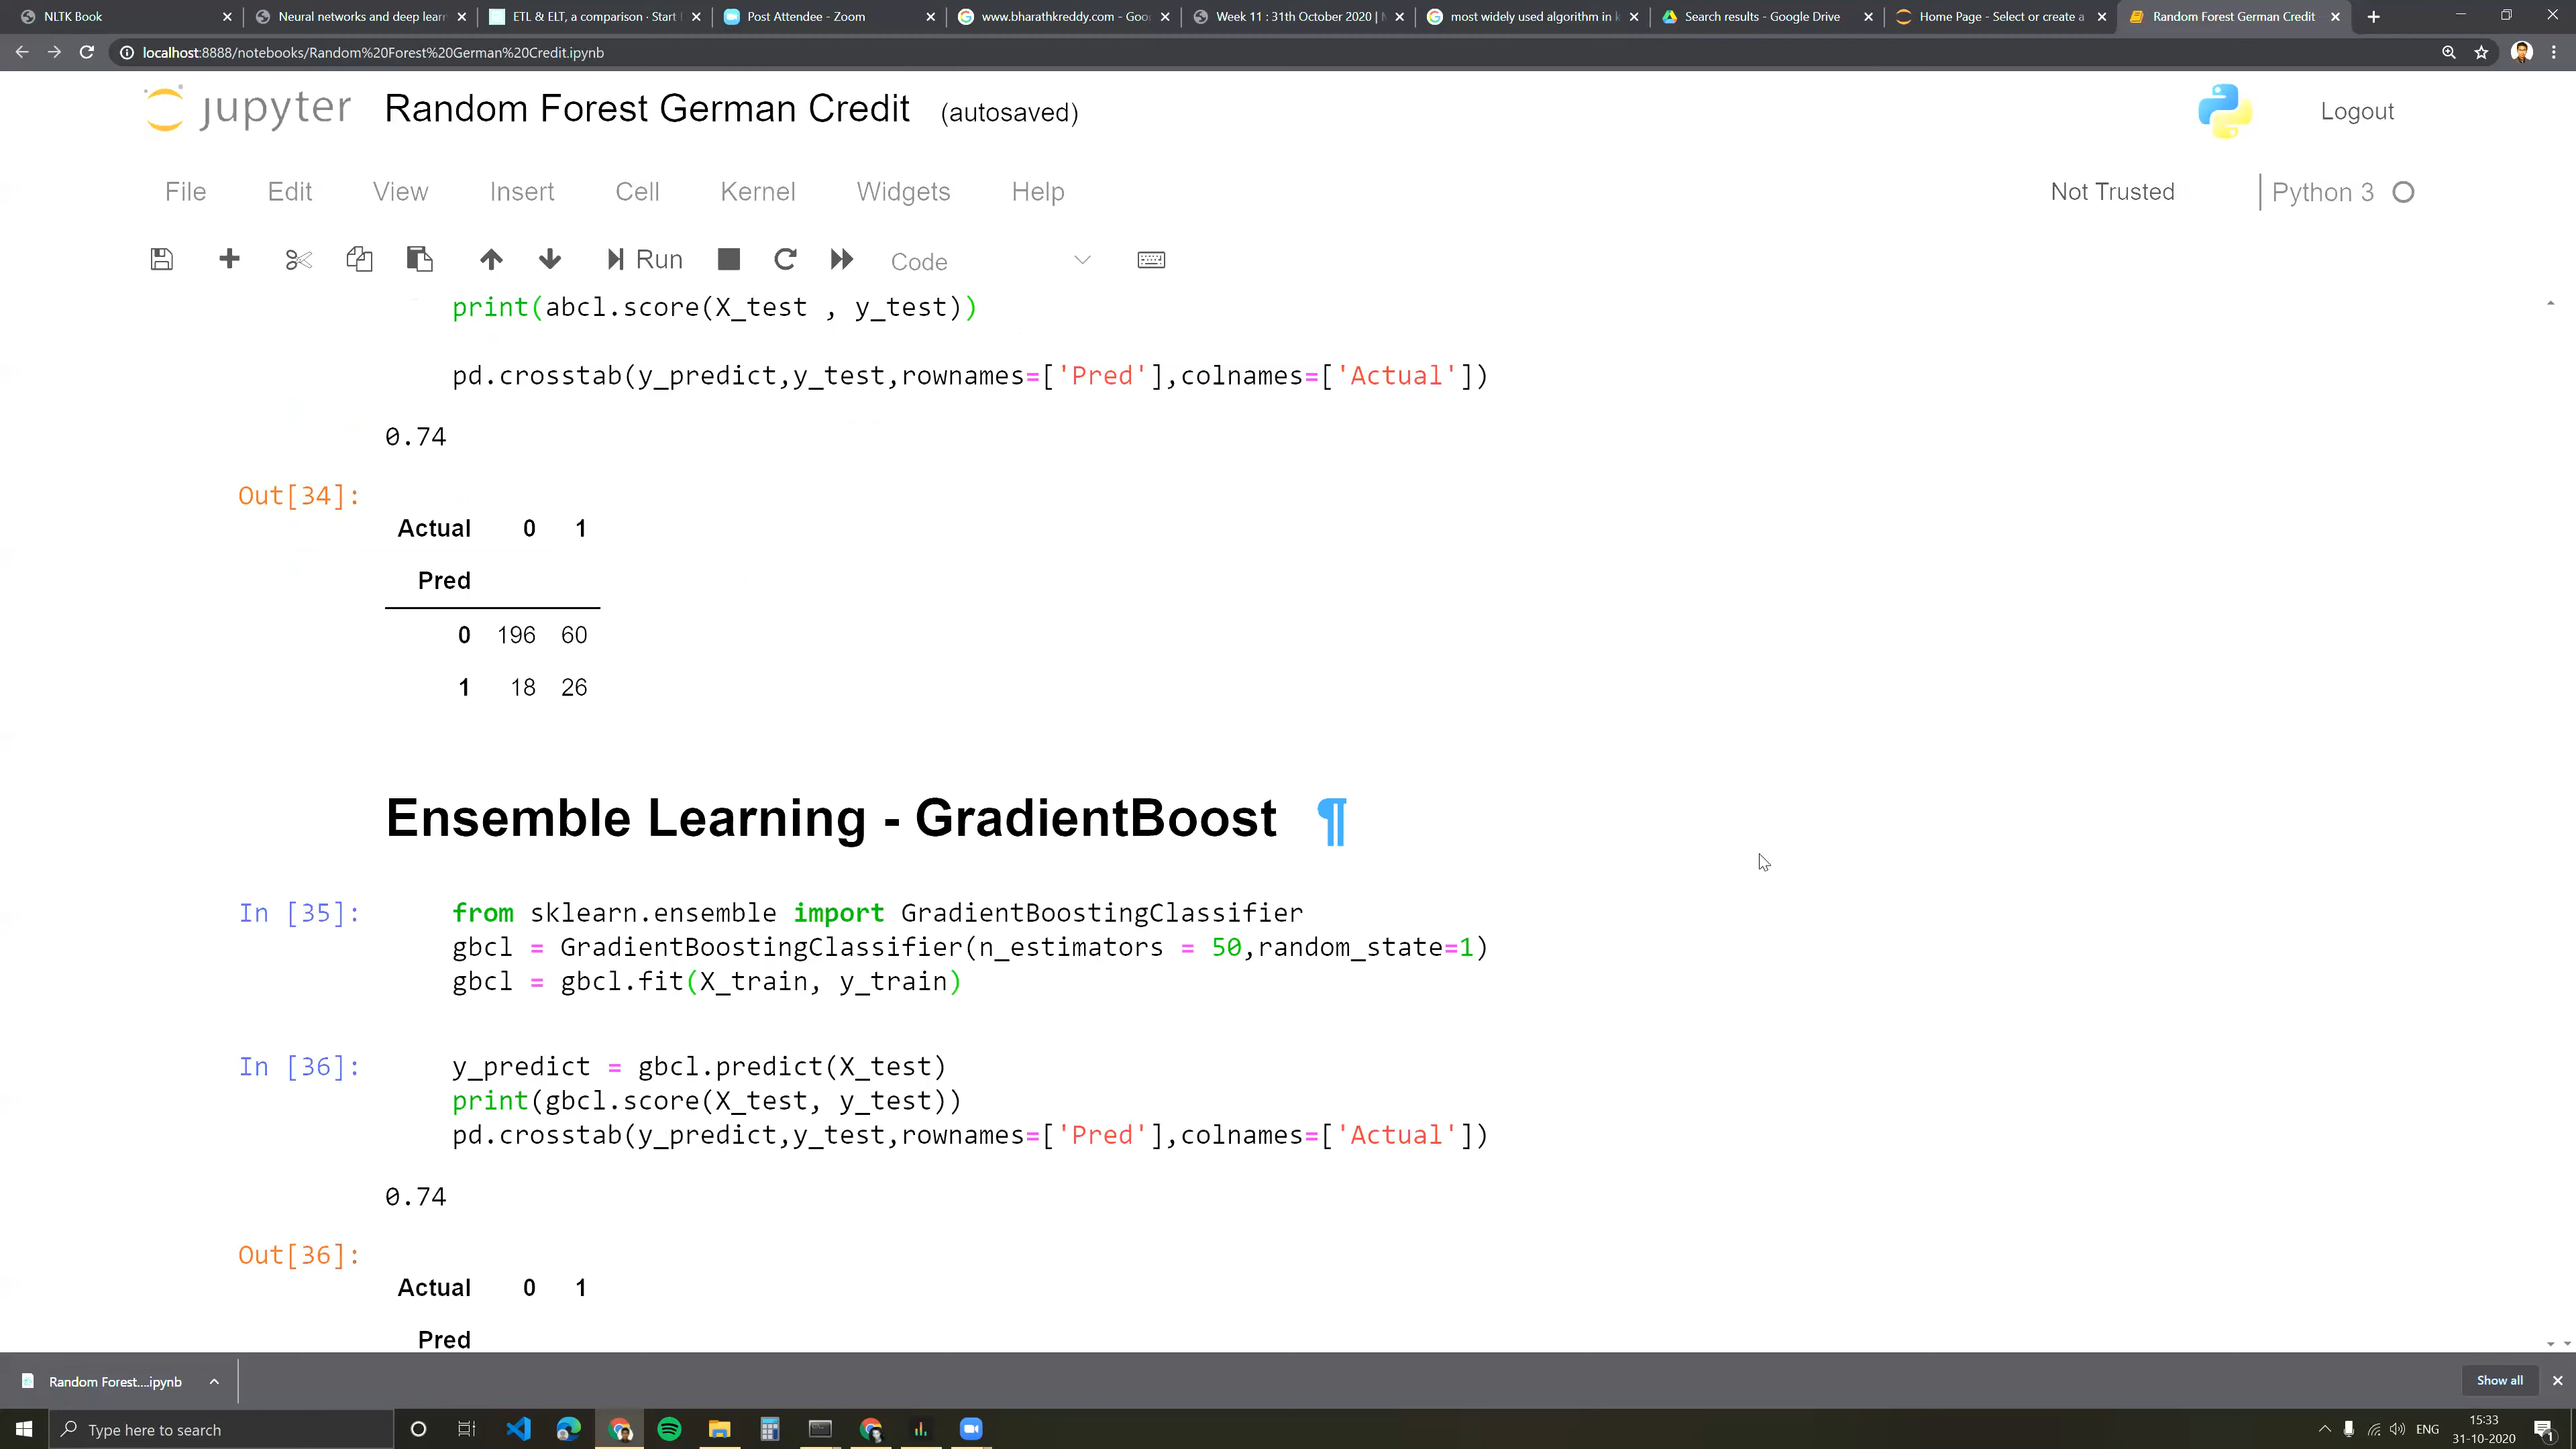 NLTK Book
Neural networks and deep lear
ETL & ELT, a comparison · Start
Post Attendee - Zoom
www.bharathkreddy.com - Goo
Week 11 : 31th October 2020 |
most widely used algorithm in k
Search results - Google Drive
Home Page - Select or create a
Random Forest German Credit
localhost:8888/notebooks/Random%20Forest%20German%20Credit.ipynb
jupyter Random Forest German Credit (autosaved)
Logout
File Edit View Insert Cell Kernel Widgets Help
Not Trusted
Python 3
Run
Code
print(abcl.score(X_test , y_test))
pd.crosstab(y_predict,y_test,rownames=['Pred'],colnames=['Actual'])
0.74
Out[34]:
Actual 0 1
Pred
0 196 60
1 18 26
Ensemble Learning - GradientBoost ¶
In [35]: from sklearn.ensemble import GradientBoostingClassifier
gbcl = GradientBoostingClassifier(n_estimators = 50,random_state=1)
gbcl = gbcl.fit(X_train, y_train)
In [36]: y_predict = gbcl.predict(X_test)
print(gbcl.score(X_test, y_test))
pd.crosstab(y_predict,y_test,rownames=['Pred'],colnames=['Actual'])
0.74
Out[36]:
Actual 0 1
Pred
Random Forest....ipynb
Show all
Type here to search
ENG
15:33
31-10-2020
1